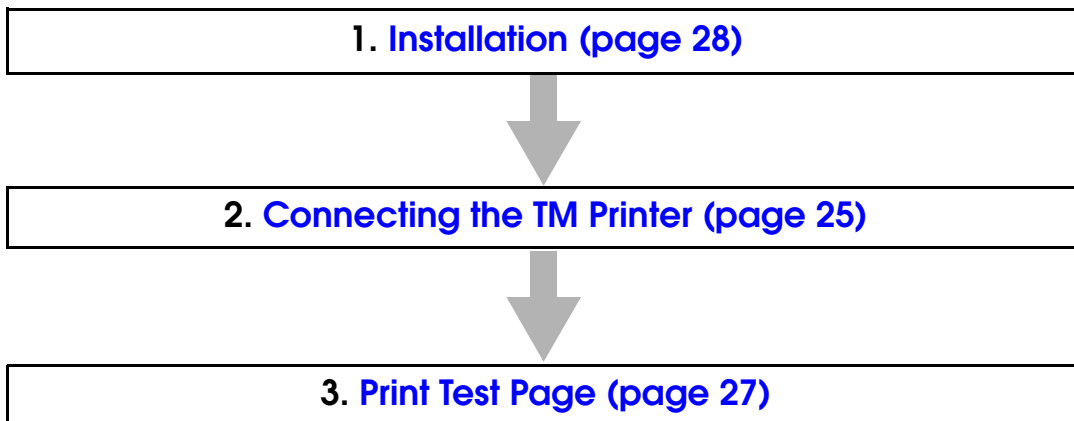 1. Installation (page 28)
2. Connecting the TM Printer (page 25)
3. Print Test Page (page 27)